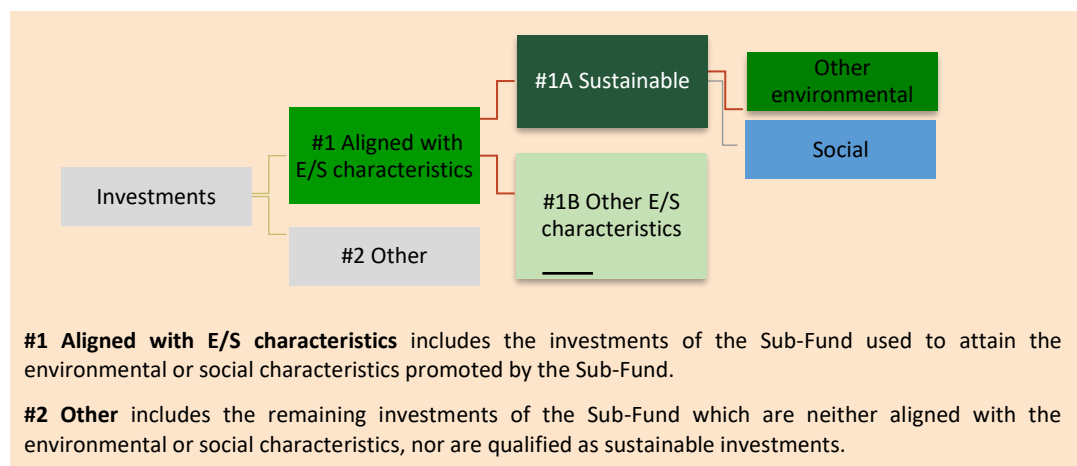 Investments
#1 Aligned with
E/S characteristics
#2 Other
#1A Sustainable
#1B Other E/S
characteristics
Other
environmental
Social
#1 Aligned with E/S characteristics includes the investments of the Sub-Fund used to attain the
environmental or social characteristics promoted by the Sub-Fund.
#2 Other includes the remaining investments of the Sub-Fund which are neither aligned with the
environmental or social characteristics, nor are qualified as sustainable investments.